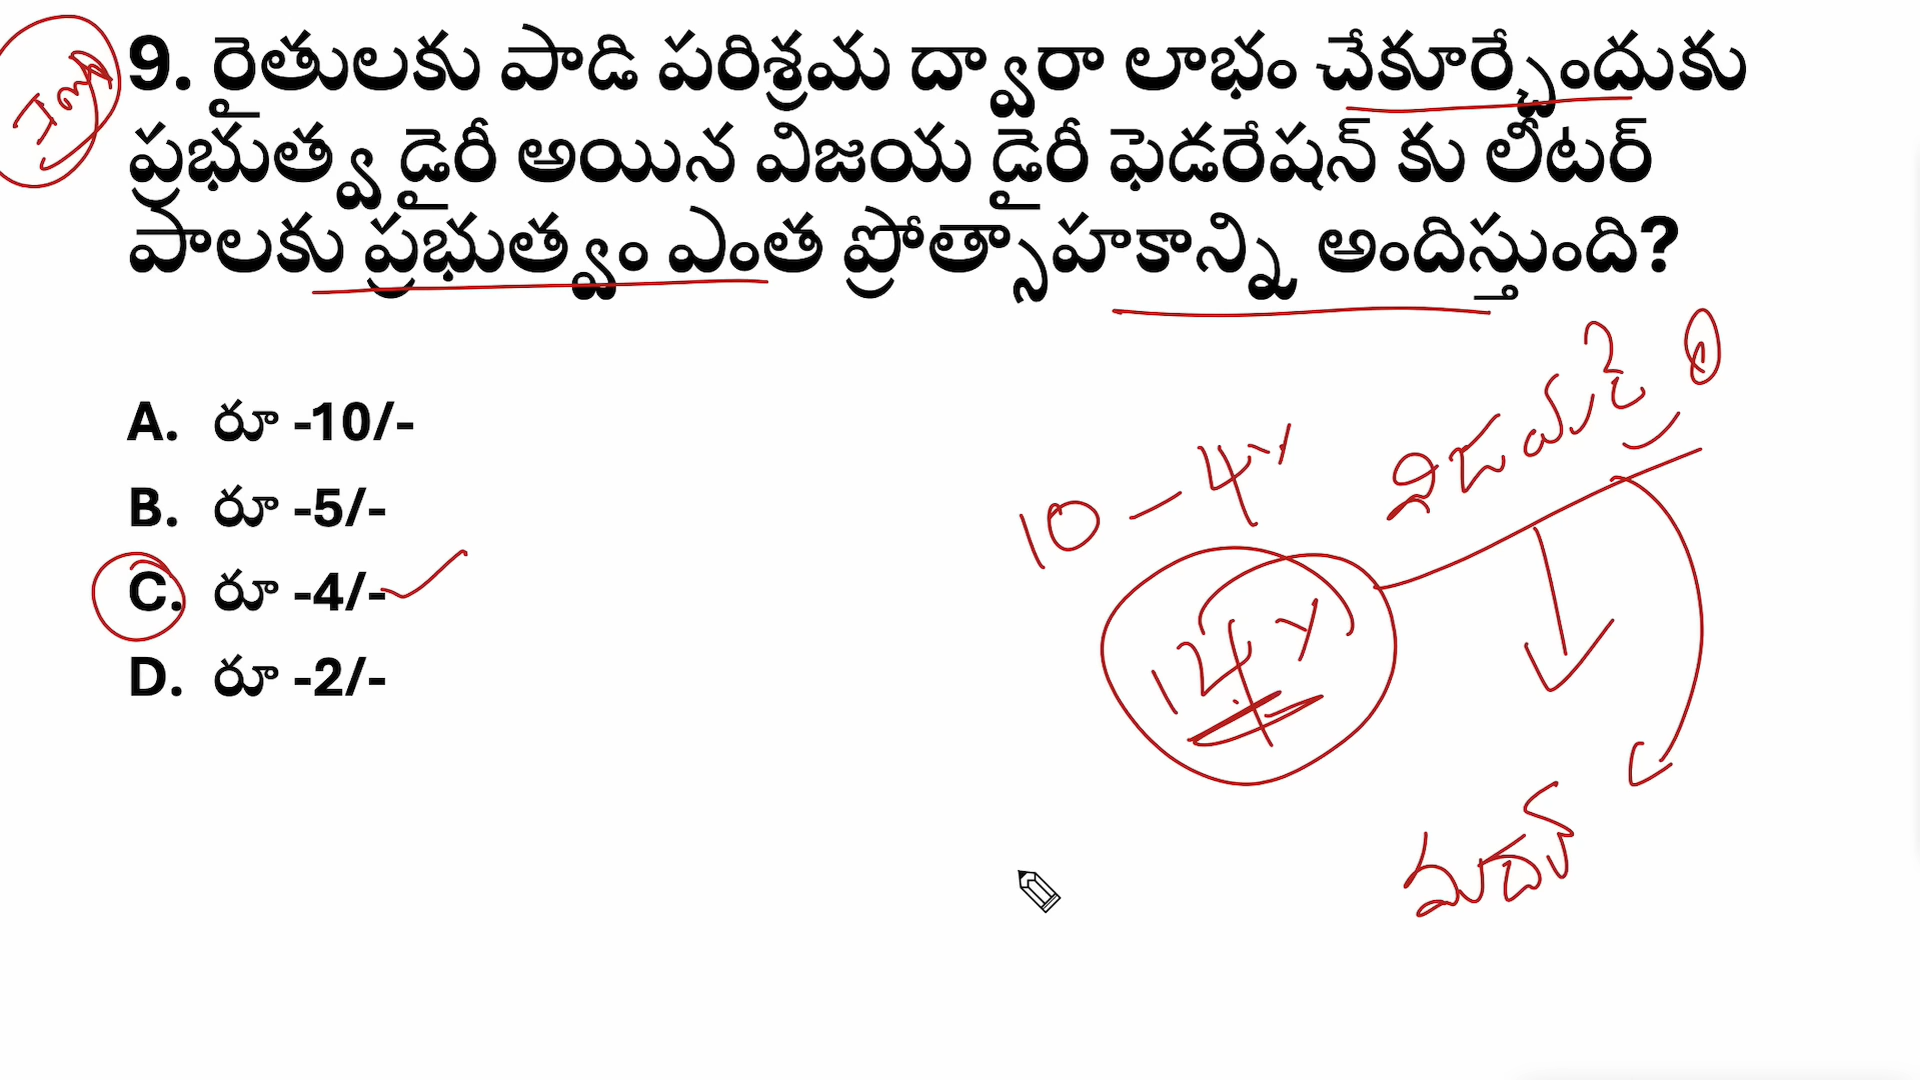 Imp
9. రైతులకు పాడి పరిశ్రమ ద్వారా లాభం చేకూర్చేందుకు
ప్రభుత్వ డైరీ అయిన విజయ డైరీ ఫెడరేషన్ కు లీటర్
పాలకు ప్రభుత్వం ఎంత ప్రోత్సాహకాన్ని అందిస్తుంది?
A. రూ -10/-
B. రూ -5/-
C. రూ -4/-
D. రూ -2/-
10 - 4